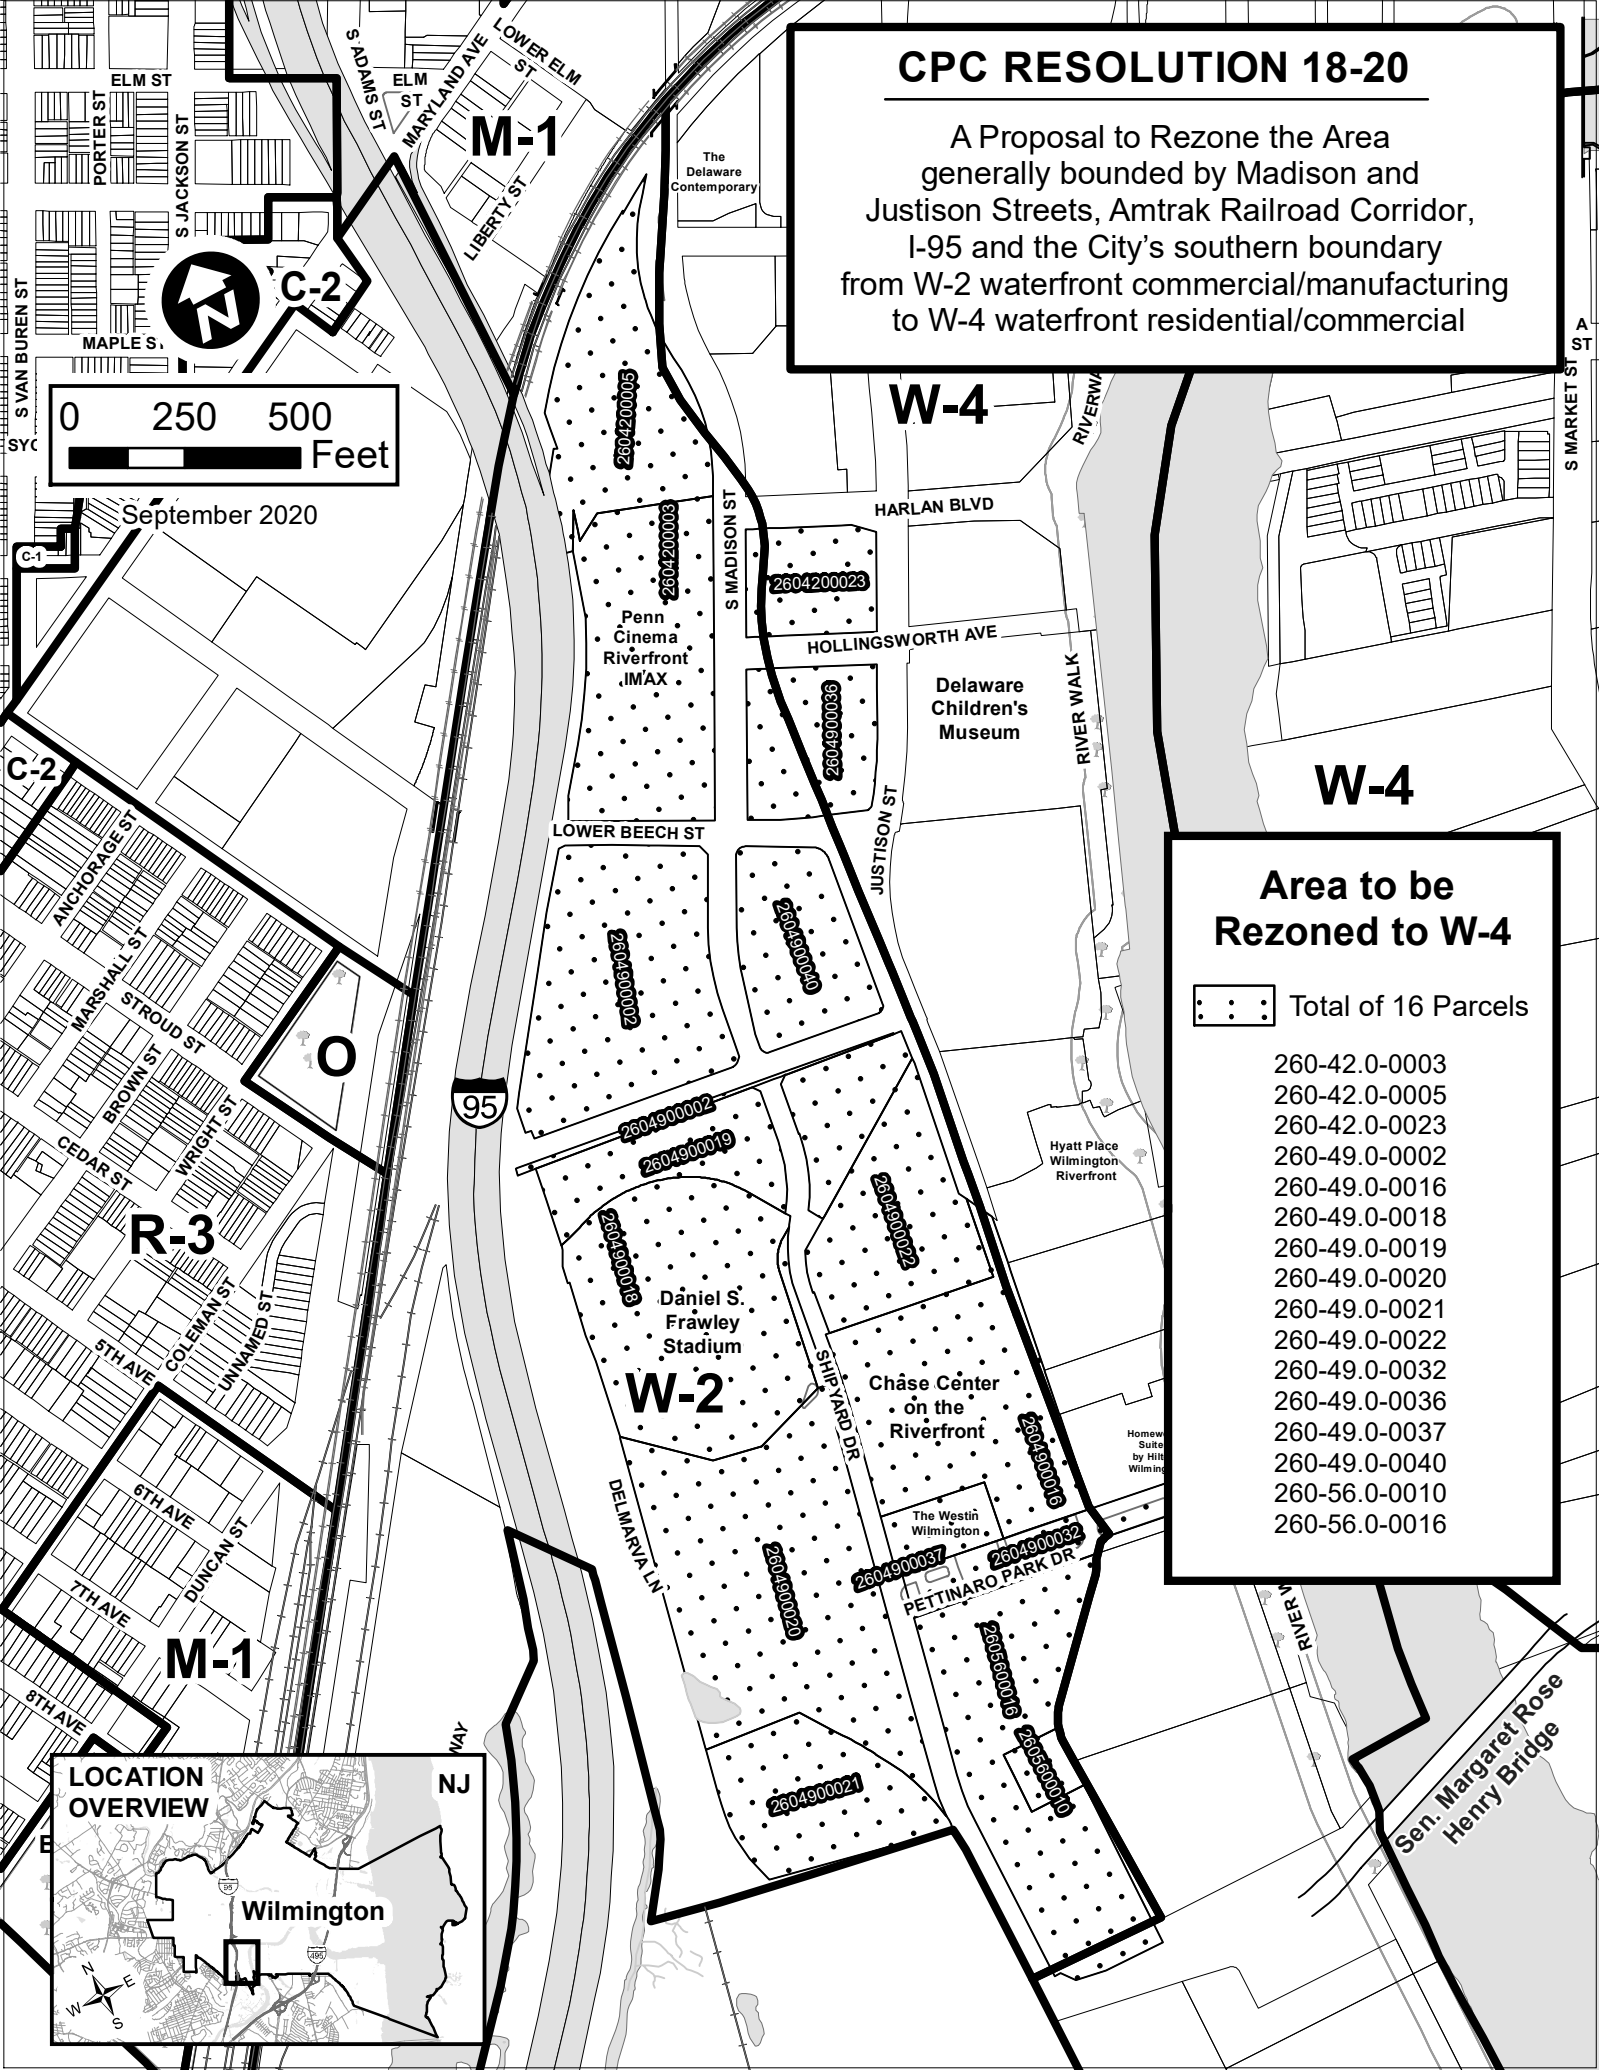 CPC RESOLUTION 18-20
A Proposal to Rezone the Area
generally bounded by Madison and
Justison Streets, Amtrak Railroad Corridor,
I-95 and the City's southern boundary
from W-2 waterfront commercial/manufacturing
to W-4 waterfront residential/commercial
ELM ST
PORTER ST
S JACKSON ST
S ADAMS ST
ELM
ST
MARYLAND AVE
LOWER ELM
ST
M-1
LIBERTY ST
The
Delaware
Contemporary
N
C-2
S VAN BUREN ST
MAPLE ST
0 250 500
Feet
September 2020
C-1
A
ST
S MARKET ST
W-4
HARLAN BLVD
2604200005
2604200003
S MADISON ST
2604200023
Penn
Cinema
Riverfront
IMAX
HOLLINGSWORTH AVE
2604900036
Delaware
Children's
Museum
RIVER WALK
W-4
C-2
LOWER BEECH ST
JUSTISON ST
ANCHORAGE ST
MARSHALL ST
STROUD ST
BROWN ST
WRIGHT ST
CEDAR ST
O
R-3
2604900002
2604900040
95
2604900002
2604900019
2604900022
2604900018
Hyatt Place
Wilmington
Riverfront
COLEMAN ST
UNNAMED ST
5TH AVE
Daniel S.
Frawley
Stadium
W-2
SHIPYARD DR
Chase Center
on the
Riverfront
2604900016
DELMARVA LN
The Westin
Wilmington
2604900037
2604900032
PETTINARO PARK DR
2604900020
6TH AVE
DUNCAN ST
7TH AVE
M-1
8TH AVE
2605600016
2605600010
2604900021
Area to be
Rezoned to W-4
Total of 16 Parcels
260-42.0-0003
260-42.0-0005
260-42.0-0023
260-49.0-0002
260-49.0-0016
260-49.0-0018
260-49.0-0019
260-49.0-0020
260-49.0-0021
260-49.0-0022
260-49.0-0032
260-49.0-0036
260-49.0-0037
260-49.0-0040
260-56.0-0010
260-56.0-0016
Sen. Margaret Rose
Henry Bridge
LOCATION
OVERVIEW
NJ
95
Wilmington
495
N
E
W
S